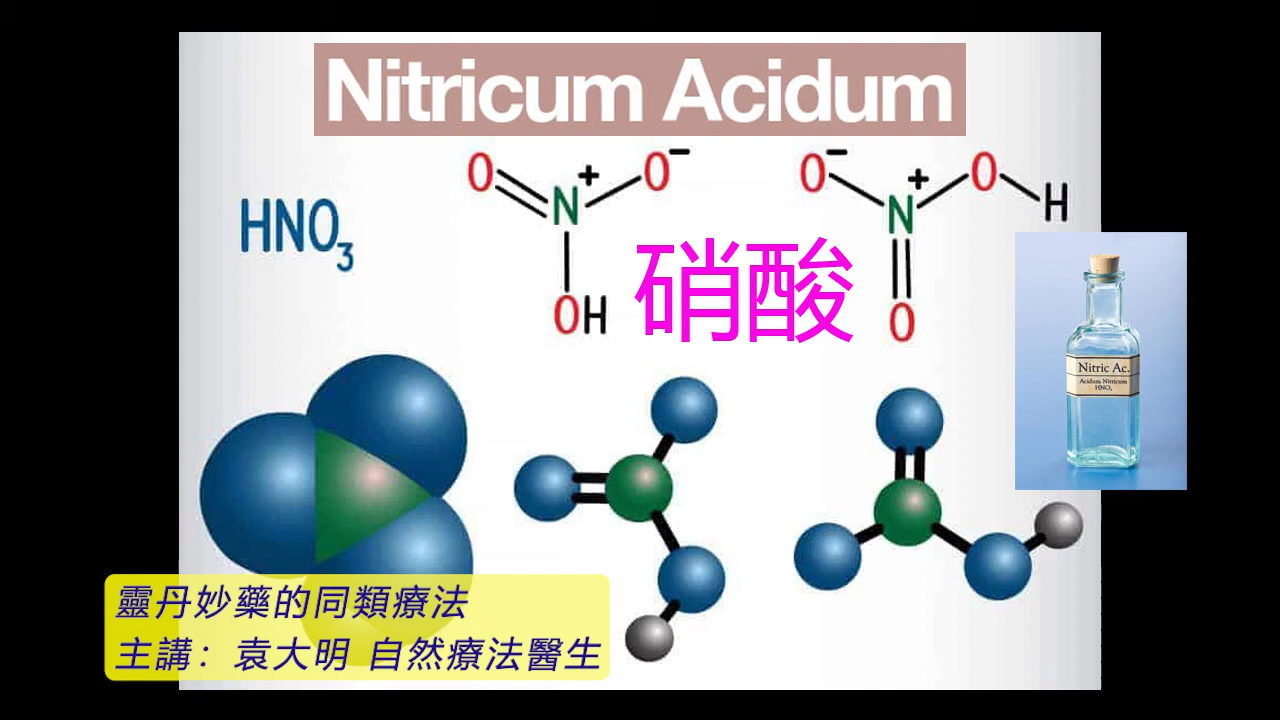 Nitricum Acidum
HNO₃
O N + O −
OH
O − N + O H
O
硝酸
Nitric Ac.
Acidum Nitricum
HNO₃
靈丹妙藥的同類療法
主講：袁大明 自然療法醫生